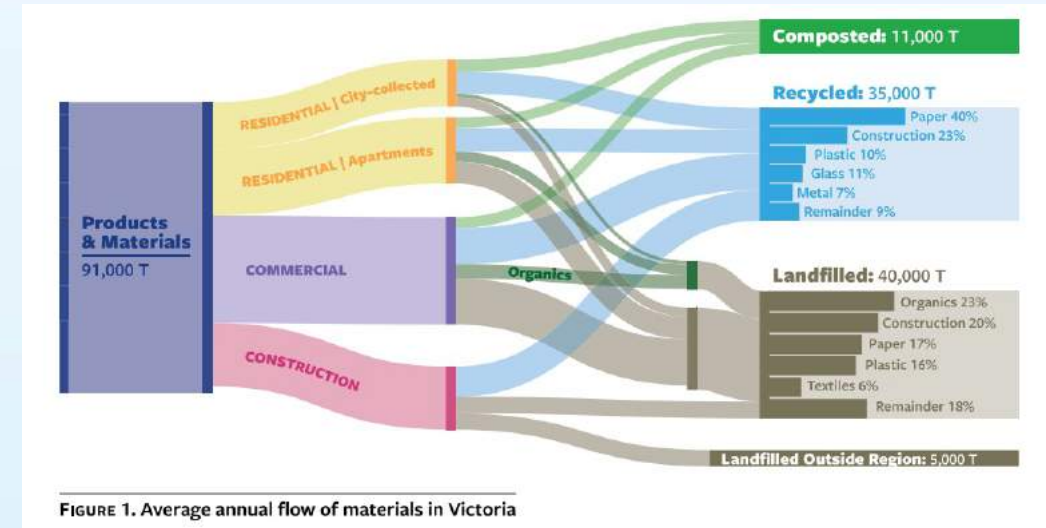 Products
& Materials
91,000 T
RESIDENTIAL | City-collected
RESIDENTIAL | Apartments
COMMERCIAL
CONSTRUCTION
Organics
Composted: 11,000 T
Recycled: 35,000 T
Paper 40%
Construction 23%
Plastic 10%
Glass 11%
Metal 7%
Remainder 9%
Landfilled: 40,000 T
Organics 23%
Construction 20%
Paper 17%
Plastic 16%
Textiles 6%
Remainder 18%
Landfilled Outside Region: 5,000 T
FIGURE 1. Average annual flow of materials in Victoria